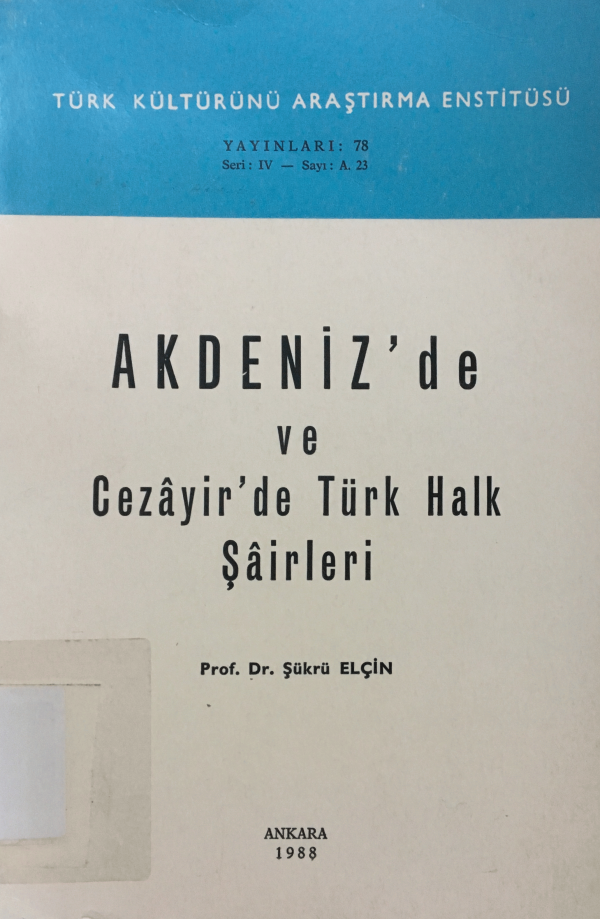 TÜRK KÜLTÜRÜNÜ ARAŞTIRMA ENSTİTÜSÜ
YAYINLARI: 78
Seri: IV — Sayı: A. 23
AKDENİZ'de
ve
Cezâyir'de Türk Halk
Şâirleri
Prof. Dr. Şükrü ELÇİN
ANKARA
1988